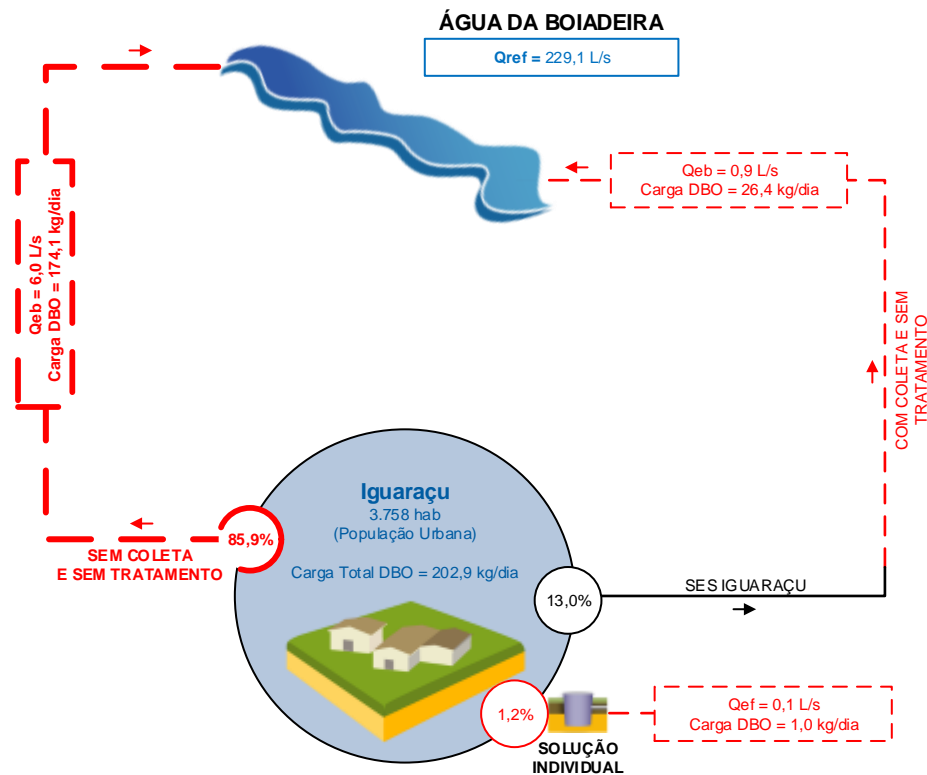 ÁGUA DA BOIADEIRA
Qref = 229,1 L/s
Qeb = 0,9 L/s
Carga DBO = 26,4 kg/dia
Qeb = 6,0 L/s
Carga DBO = 174,1 kg/dia
COM COLETA E SEM
TRATAMENTO
Iguaraçu
3.758 hab
(População Urbana)
Carga Total DBO = 202,9 kg/dia
85,9%
SEM COLETA
E SEM TRATAMENTO
13,0%
SES IGUARAÇU
1,2%
SOLUÇÃO
INDIVIDUAL
Qef = 0,1 L/s
Carga DBO = 1,0 kg/dia